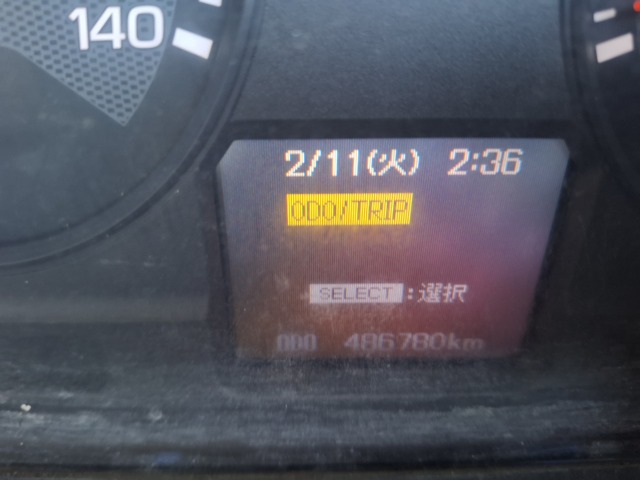 140
2/11(火) 2:36
ODO/TRIP
SELECT:選択
ODO 486780km